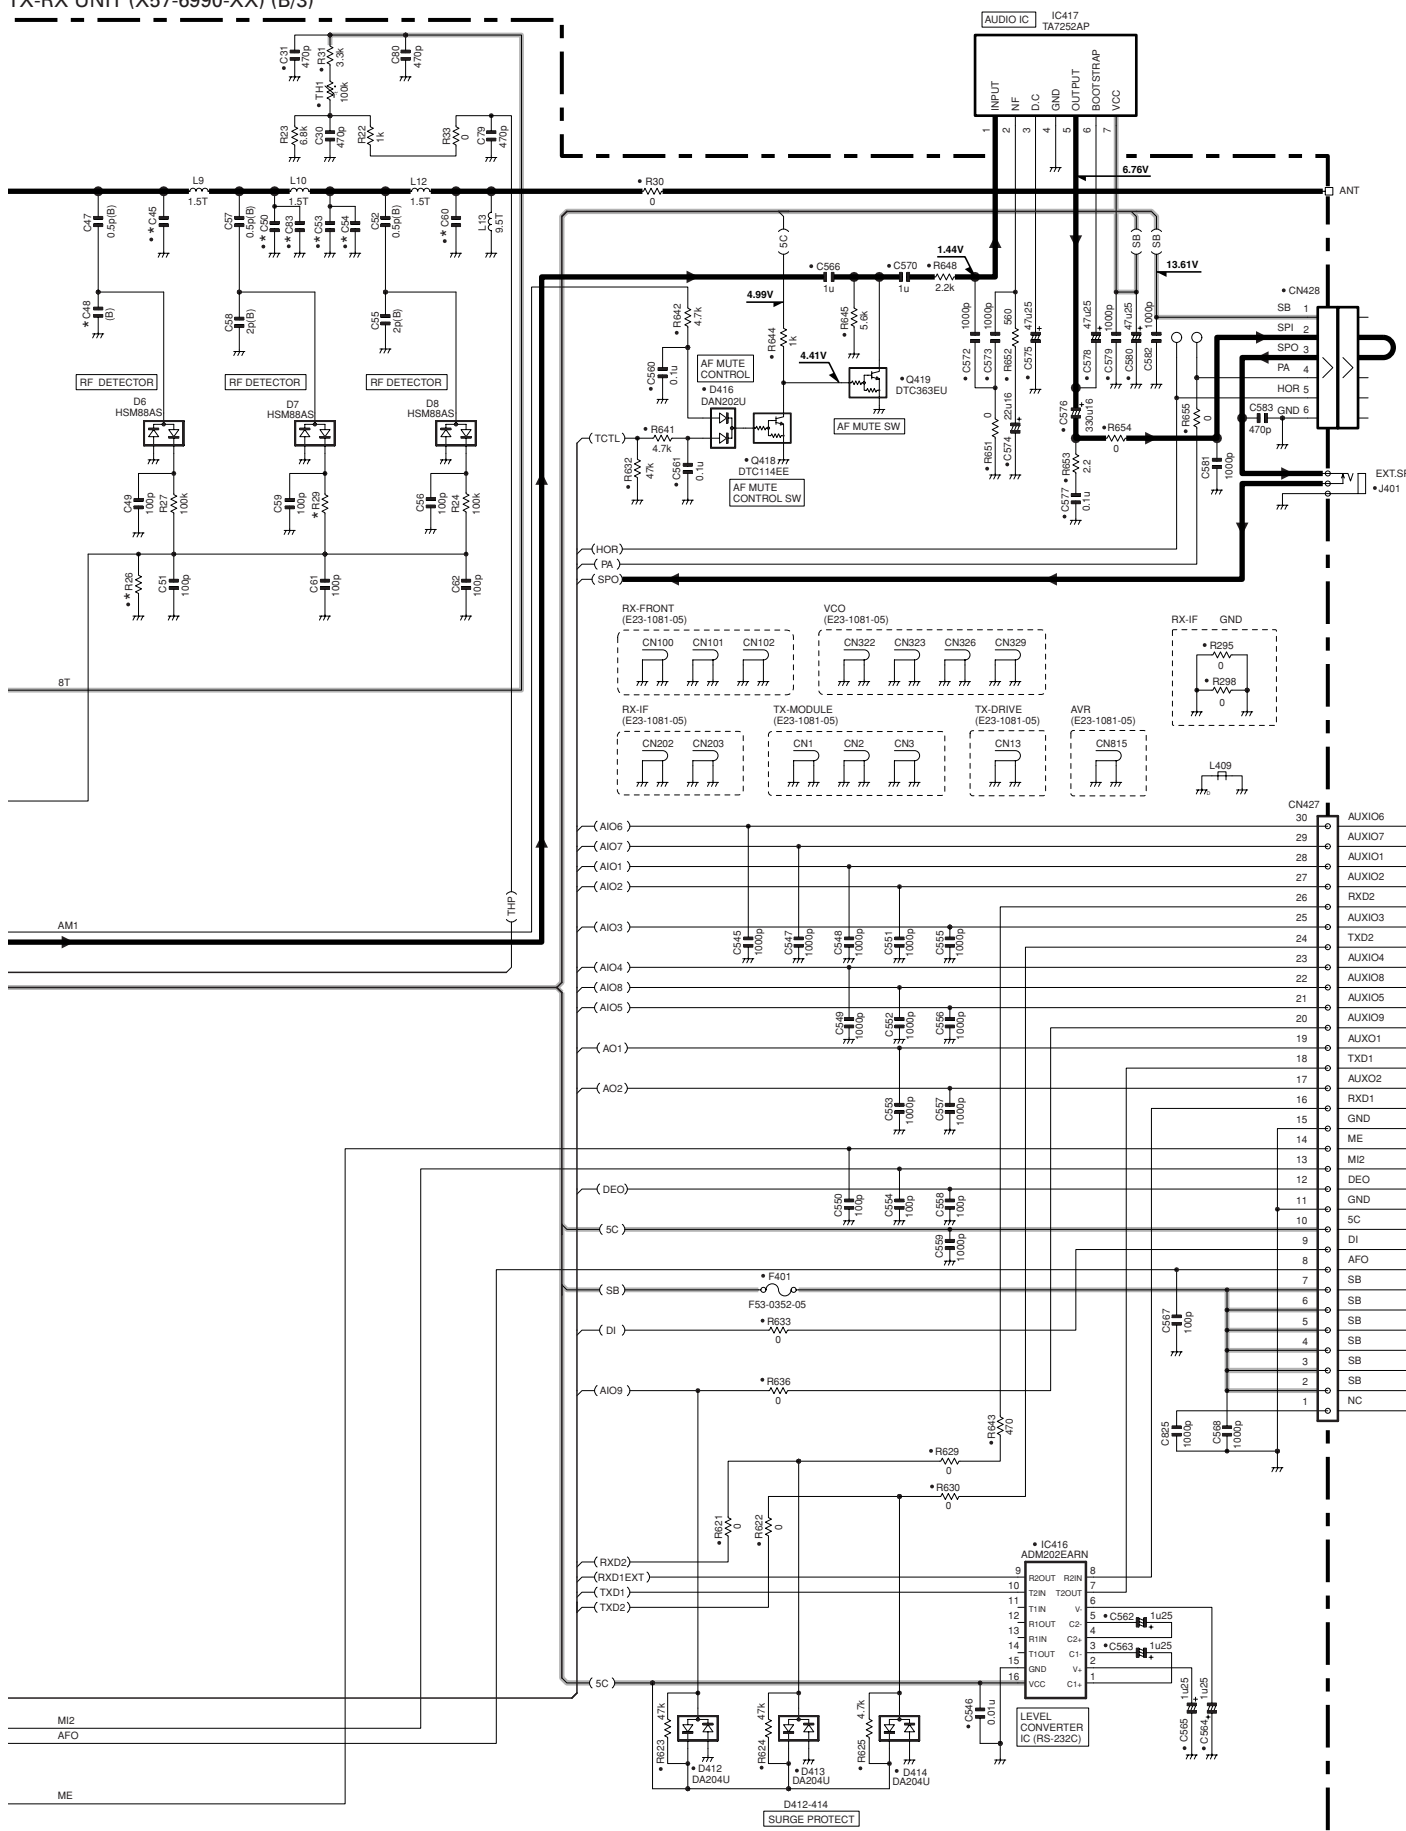 TX-RX UNIT (X57-6990-XX) (B/3)
AUDIO IC
IC417
TA7252AP
INPUT
NF
D.C
GND
OUTPUT
BOOTSTRAP
VCC
1
2
3
4
5
6
7
6.76V
•C31
470p
•R31
3.3k
C80
470p
•TH1
100k
R23
6.8k
C30
470p
R22
1k
R33
0
C79
470p
L9
1.5T
L10
1.5T
L12
1.5T
•R30
0
ANT
C47
0.5p(B)
•*C45
C57
0.5p(B)
•*C50
•*C83
•*C53
•*C54
C52
0.5p(B)
•*C60
L13
9.5T
(5C)
(SB)
(SB)
1.44V
13.61V
•C566
1u
•C570
1u
•R648
2.2k
4.99V
*C48
(B)
C58
2p(B)
C55
2p(B)
•R642
4.7k
•R644
1k
•R645
5.6k
4.41V
•C560
0.1u
AF MUTE
CONTROL
•D416
DAN202U
•Q419
DTC363EU
AF MUTE SW
•C572
1000p
•C573
1000p
•R652
560
•C575
47u25
•C578
47u25
•C579
1000p
•C580
47u25
•C582
1000p
•CN428
SB 1
SPI 2
SPO 3
PA 4
HOR 5
GND 6
RF DETECTOR
RF DETECTOR
RF DETECTOR
D6
HSM88AS
D7
HSM88AS
D8
HSM88AS
(TCTL)
•R641
4.7k
•R632
47k
•C561
0.1u
•Q418
DTC114EE
AF MUTE
CONTROL SW
•R651
0
•C574
22u16
•C576
330u16
•R654
0
•R653
2.2
•C577
0.1u
•R655
0
C581
1000p
C583
470p
EXT.SP
•J401
C49
100p
R27
100k
C59
100p
*R29
C56
100p
R24
100k
•*R26
C51
100p
C61
100p
C62
100p
(HOR)
(PA)
(SPO)
RX-FRONT
(E23-1081-05)
CN100 CN101 CN102
VCO
(E23-1081-05)
CN322 CN323 CN326 CN329
RX-IF GND
•R295
0
•R298
0
8T
RX-IF
(E23-1081-05)
CN202 CN203
TX-MODULE
(E23-1081-05)
CN1 CN2 CN3
TX-DRIVE
(E23-1081-05)
CN13
AVR
(E23-1081-05)
CN815
L409
CN427
(AIO6) 30 AUXIO6
(AIO7) 29 AUXIO7
(AIO1) 28 AUXIO1
(AIO2) 27 AUXIO2
26 RXD2
(AIO3) 25 AUXIO3
24 TXD2
(AIO4) 23 AUXIO4
(AIO8) 22 AUXIO8
(AIO5) 21 AUXIO5
20 AUXIO9
(AO1) 19 AUXO1
18 TXD1
(AO2) 17 AUXO2
16 RXD1
15 GND
14 ME
13 MI2
(DEO) 12 DEO
11 GND
(5C) 10 5C
9 DI
8 AFO
(SB) 7 SB
6 SB
5 SB
4 SB
3 SB
2 SB
1 NC
(THP)
AM1
C545
1000p
C547
1000p
C548
1000p
C551
1000p
C555
1000p
C549
1000p
C552
1000p
C556
1000p
C553
1000p
C557
1000p
C550
100p
C554
100p
C558
100p
C559
1000p
•F401
F53-0352-05
(DI)
•R633
0
C567
100p
(AIO9)
•R636
0
•R643
470
C825
1000p
C568
1000p
•R629
0
•R630
0
•R621
0
•R622
0
(RXD2)
(RXD1EXT)
(TXD1)
(TXD2)
•IC416
ADM202EARN
9 R2OUT R2IN 8
10 T2IN T2OUT 7
11 T1IN V- 6
12 R1OUT C2- 5
13 R1IN C2+ 4
14 T1OUT C1- 3
15 GND V+ 2
16 VCC C1+ 1
•C562 1u25
•C563 1u25
(5C)
•C546
0.01u
LEVEL
CONVERTER
IC (RS-232C)
•C565
1u25
•C564
1u25
•R623
47k
•R624
47k
•R625
4.7k
•D412
DA204U
•D413
DA204U
•D414
DA204U
D412-414
SURGE PROTECT
MI2
AFO
ME